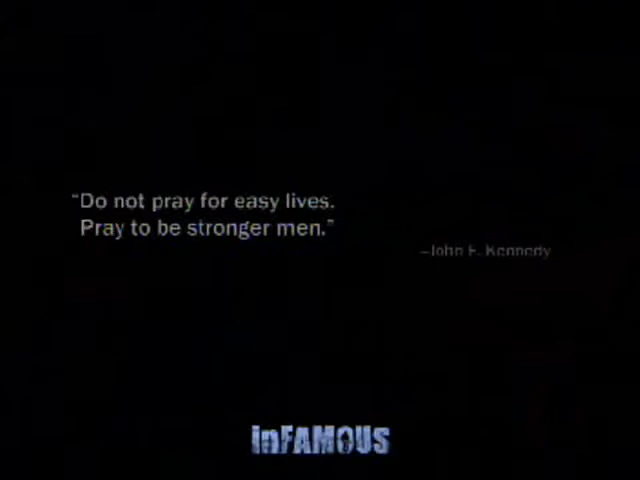 “Do not pray for easy lives.
Pray to be stronger men.”
–John F. Kennedy
inFAMOUS